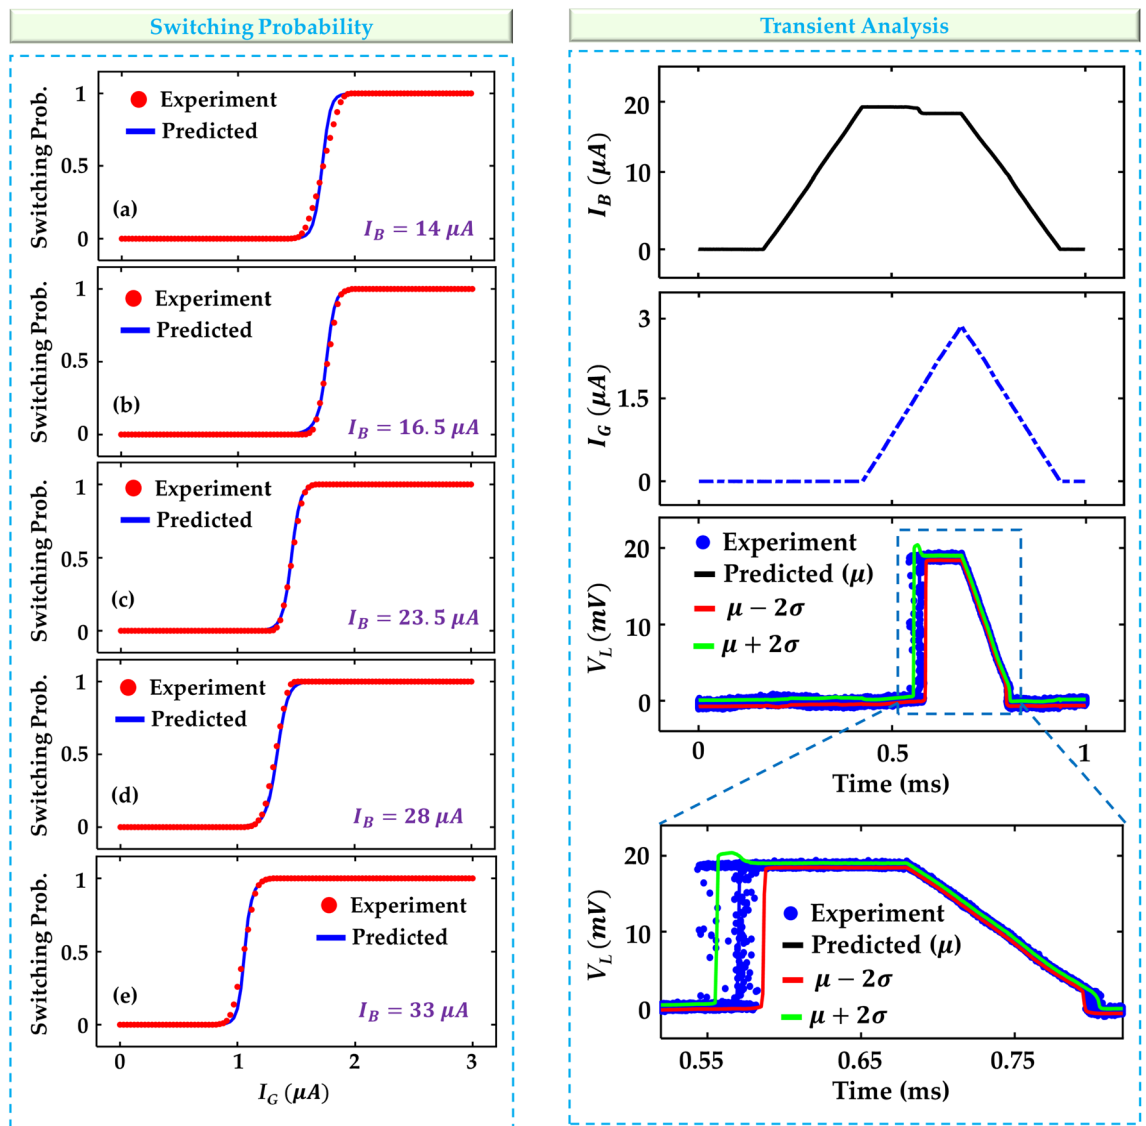 Switching Probability
Switching Prob.
1
0.5
0
Experiment
Predicted
(a)
I_B = 14 μA
Switching Prob.
1
0.5
0
Experiment
Predicted
(b)
I_B = 16.5 μA
Switching Prob.
1
0.5
0
Experiment
Predicted
(c)
I_B = 23.5 μA
Switching Prob.
1
0.5
0
Experiment
Predicted
(d)
I_B = 28 μA
Switching Prob.
1
0.5
0
Experiment
Predicted
(e)
I_B = 33 μA
0 1 2 3
I_G (μA)
Transient Analysis
I_B (μA)
20
10
0
I_G (μA)
3
1.5
0
V_L (mV)
20
10
0
Experiment
Predicted (μ)
μ − 2σ
μ + 2σ
0 0.5 1
Time (ms)
V_L (mV)
20
10
0
Experiment
Predicted (μ)
μ − 2σ
μ + 2σ
0.55 0.65 0.75
Time (ms)